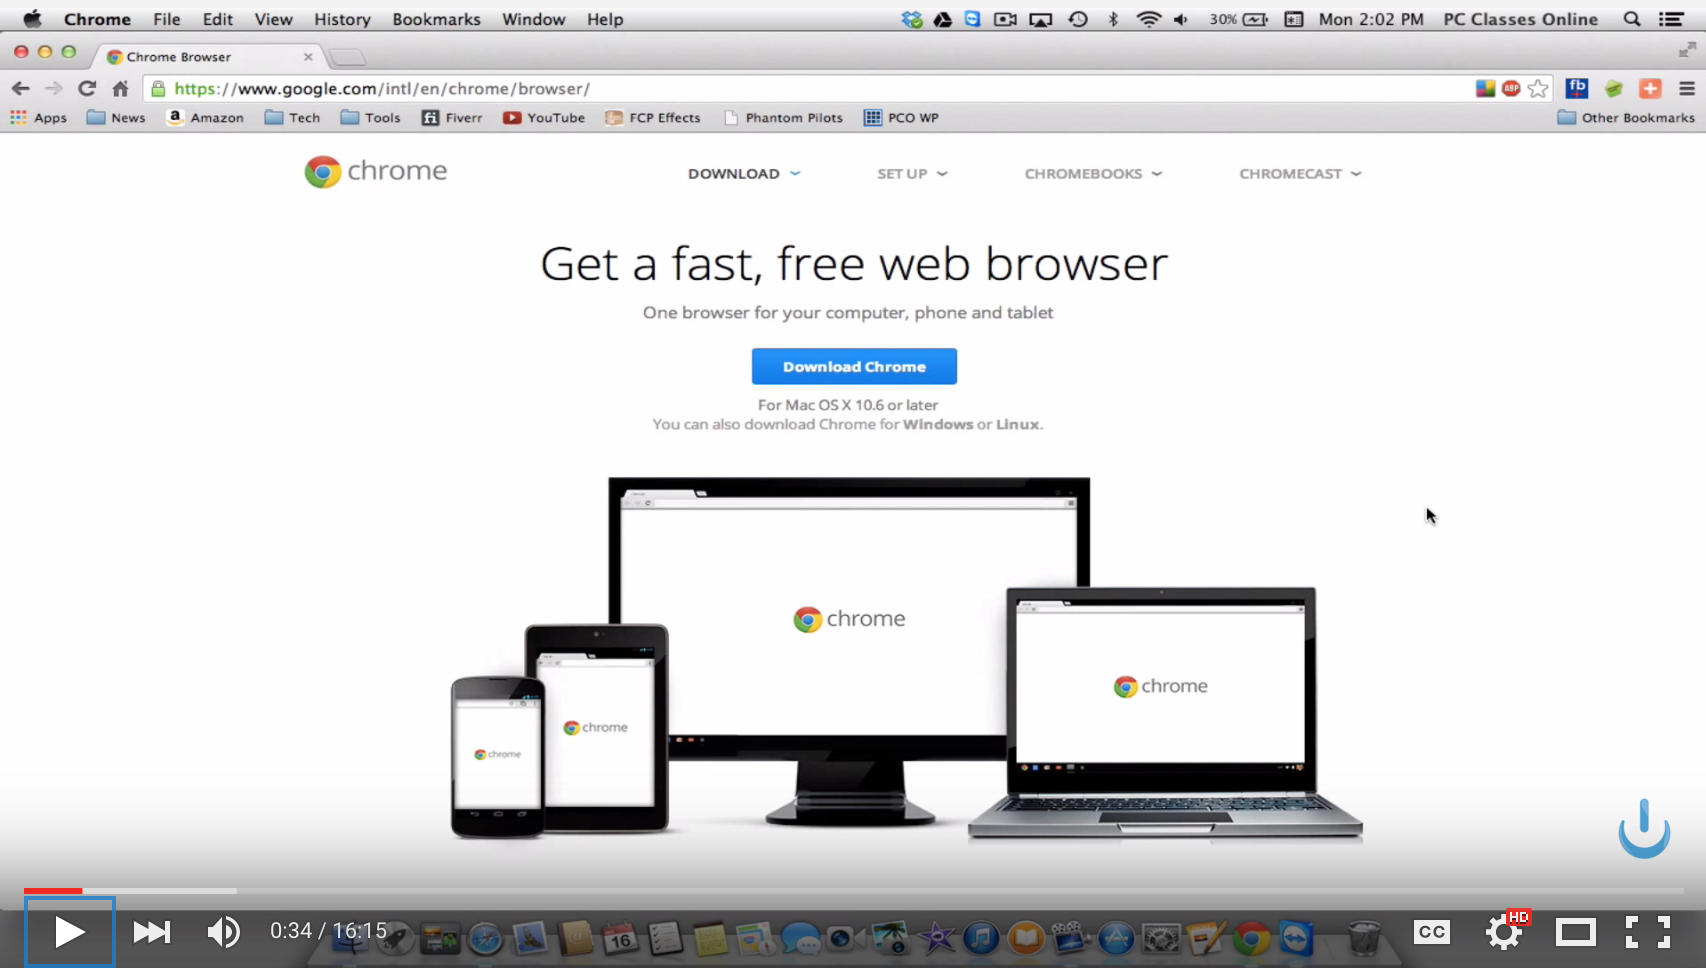 Chrome File Edit View History Bookmarks Window Help 30% Mon 2:02 PM PC Classes Online
Chrome Browser
https://www.google.com/intl/en/chrome/browser/ ABP fb
Apps News Amazon Tech Tools Fiverr YouTube FCP Effects Phantom Pilots PCO WP Other Bookmarks
chrome DOWNLOAD SET UP CHROMEBOOKS CHROMECAST
Get a fast, free web browser
One browser for your computer, phone and tablet
Download Chrome
For Mac OS X 10.6 or later
You can also download Chrome for Windows or Linux.
chrome
chrome
chrome
chrome
0:34 / 16:15 16 CC HD